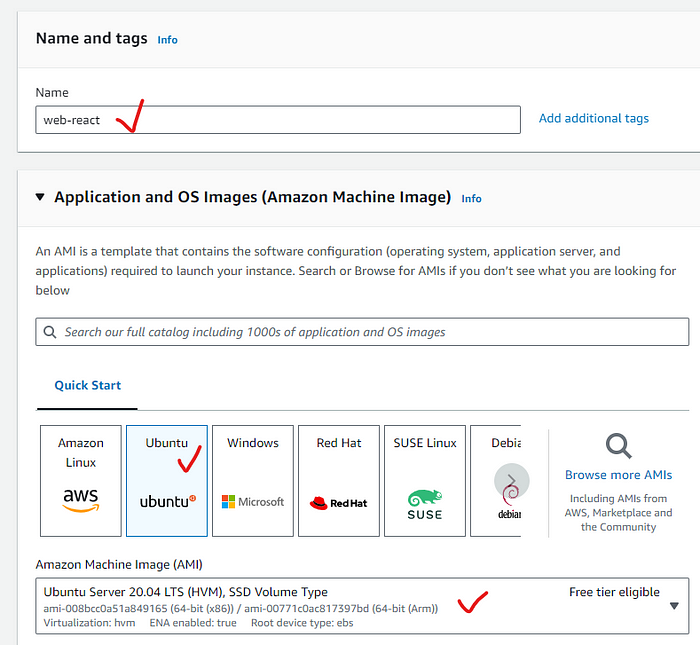 Name and tags Info
Name
web-react
Add additional tags
Application and OS Images (Amazon Machine Image) Info
An AMI is a template that contains the software configuration (operating system, application server, and
applications) required to launch your instance. Search or Browse for AMIs if you don't see what you are looking for
below
Search our full catalog including 1000s of application and OS images
Quick Start
Amazon
Linux
aws
Ubuntu
ubuntu
Windows
Microsoft
Red Hat
Red Hat
SUSE Linux
SUSE
Debia
debian
Browse more AMIs
Including AMIs from
AWS, Marketplace and
the Community
Amazon Machine Image (AMI)
Ubuntu Server 20.04 LTS (HVM), SSD Volume Type
Free tier eligible
ami-008bcc0a51a849165 (64-bit (x86)) / ami-00771c0ac817397bd (64-bit (Arm))
Virtualization: hvm ENA enabled: true Root device type: ebs